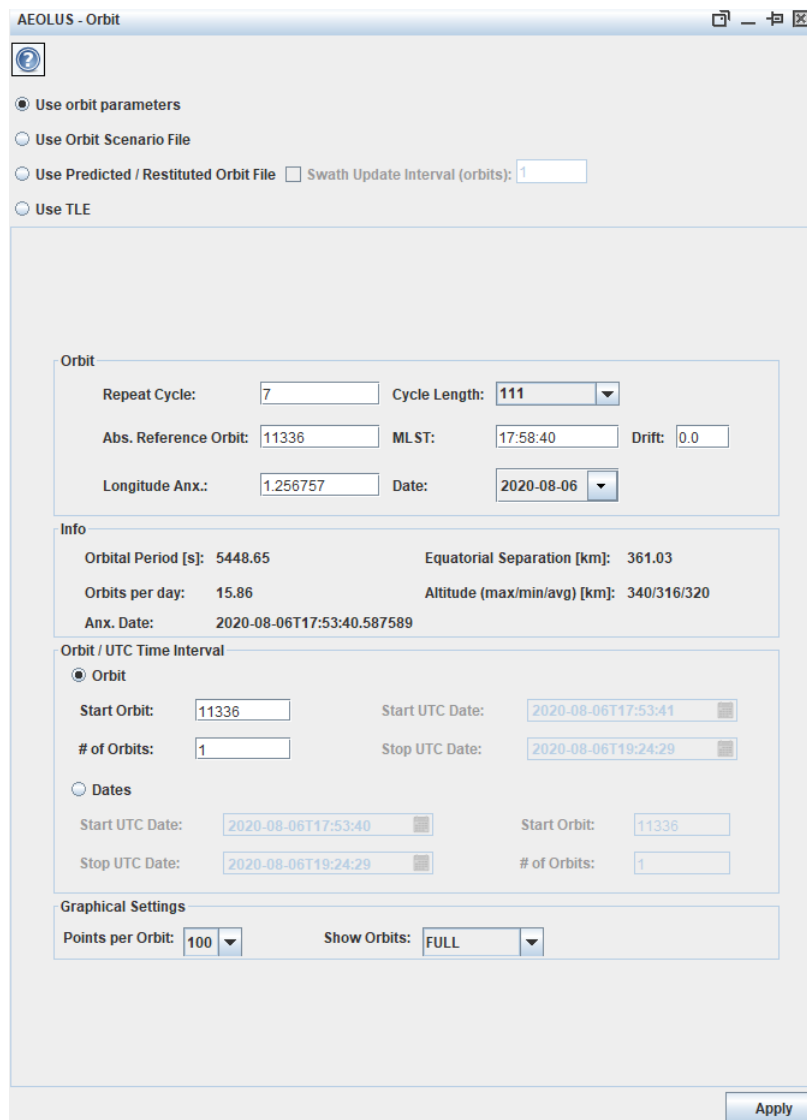 AEOLUS - Orbit
Use orbit parameters
Use Orbit Scenario File
Use Predicted / Restituted Orbit File Swath Update Interval (orbits): 1
Use TLE
Orbit
Repeat Cycle: 7 Cycle Length: 111
Abs. Reference Orbit: 11336 MLST: 17:58:40 Drift: 0.0
Longitude Anx.: 1.256757 Date: 2020-08-06
Info
Orbital Period [s]: 5448.65 Equatorial Separation [km]: 361.03
Orbits per day: 15.86 Altitude (max/min/avg) [km]: 340/316/320
Anx. Date: 2020-08-06T17:53:40.587589
Orbit / UTC Time Interval
Orbit
Start Orbit: 11336 Start UTC Date: 2020-08-06T17:53:41
# of Orbits: 1 Stop UTC Date: 2020-08-06T19:24:29
Dates
Start UTC Date: 2020-08-06T17:53:40 Start Orbit: 11336
Stop UTC Date: 2020-08-06T19:24:29 # of Orbits: 1
Graphical Settings
Points per Orbit: 100 Show Orbits: FULL
Apply